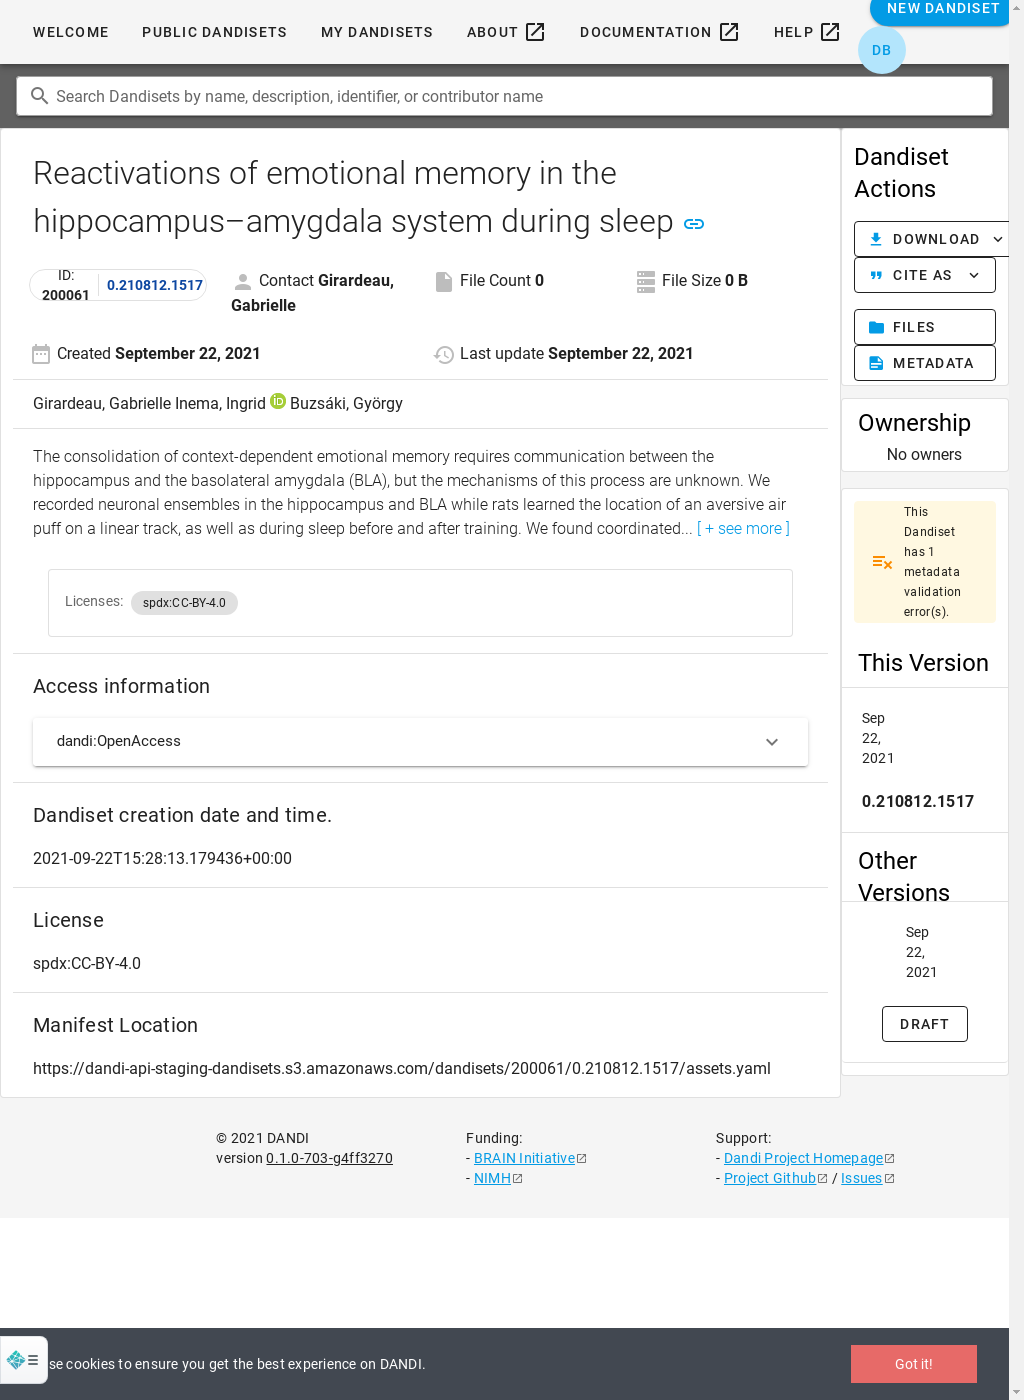 WELCOME PUBLIC DANDISETS MY DANDISETS ABOUT DOCUMENTATION HELP NEW DANDISET
DB
Search Dandisets by name, description, identifier, or contributor name
Reactivations of emotional memory in the
hippocampus–amygdala system during sleep
ID:
200061
0.210812.1517
Contact Girardeau,
Gabrielle
File Count 0
File Size 0 B
Created September 22, 2021
Last update September 22, 2021
Girardeau, Gabrielle Inema, Ingrid iD Buzsáki, György
The consolidation of context-dependent emotional memory requires communication between the
hippocampus and the basolateral amygdala (BLA), but the mechanisms of this process are unknown. We
recorded neuronal ensembles in the hippocampus and BLA while rats learned the location of an aversive air
puff on a linear track, as well as during sleep before and after training. We found coordinated... [ + see more ]
Licenses: spdx:CC-BY-4.0
Access information
dandi:OpenAccess
Dandiset creation date and time.
2021-09-22T15:28:13.179436+00:00
License
spdx:CC-BY-4.0
Manifest Location
https://dandi-api-staging-dandisets.s3.amazonaws.com/dandisets/200061/0.210812.1517/assets.yaml
Dandiset
Actions
DOWNLOAD
CITE AS
FILES
METADATA
Ownership
No owners
This
Dandiset
has 1
metadata
validation
error(s).
This Version
Sep
22,
2021
0.210812.1517
Other
Versions
Sep
22,
2021
DRAFT
© 2021 DANDI
version 0.1.0-703-g4ff3270
Funding:
- BRAIN Initiative
- NIMH
Support:
- Dandi Project Homepage
- Project Github / Issues
se cookies to ensure you get the best experience on DANDI.
Got it!